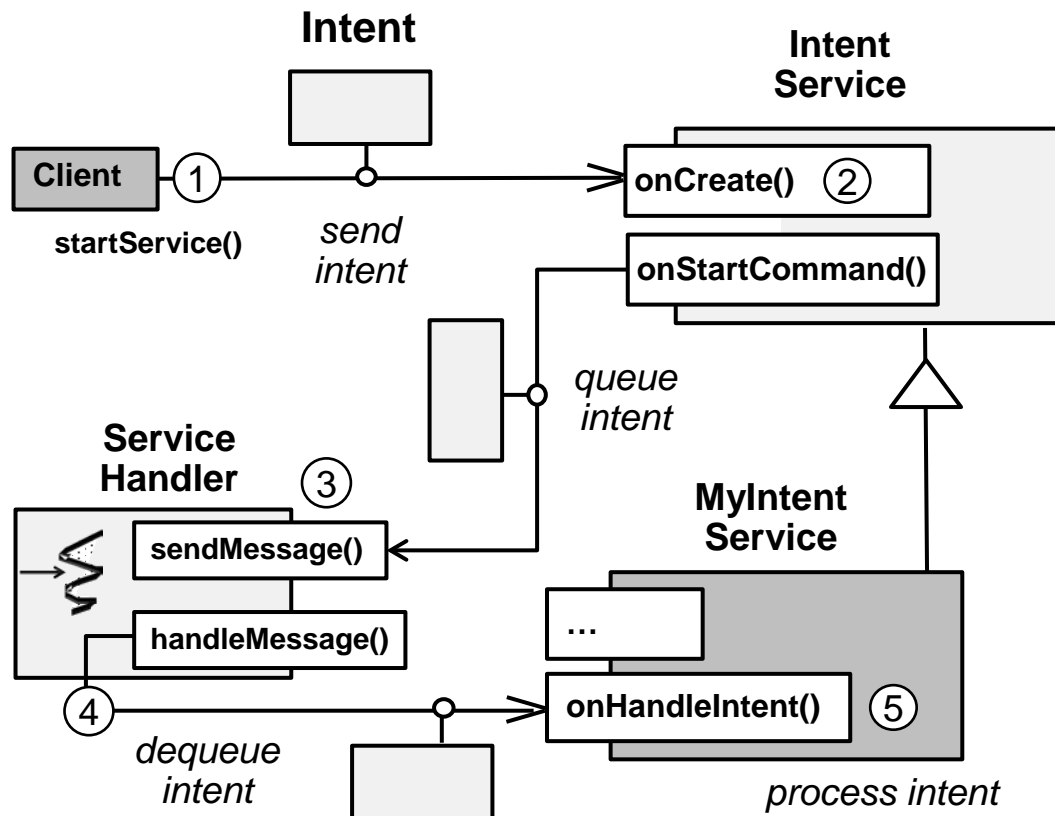 Intent
Intent
Service
Client
1
onCreate()
2
startService()
send
intent
onStartCommand()
queue
intent
Service
Handler
3
MyIntent
Service
sendMessage()
...
handleMessage()
4
onHandleIntent()
5
dequeue
intent
process intent